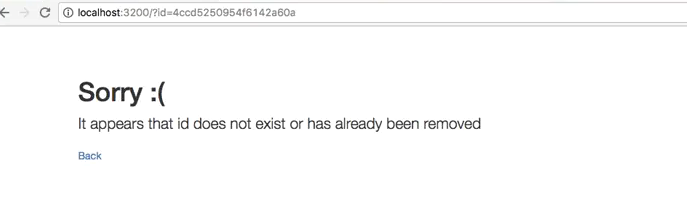 localhost:3200/?id=4ccd5250954f6142a60a
Sorry :(
It appears that id does not exist or has already been removed
Back